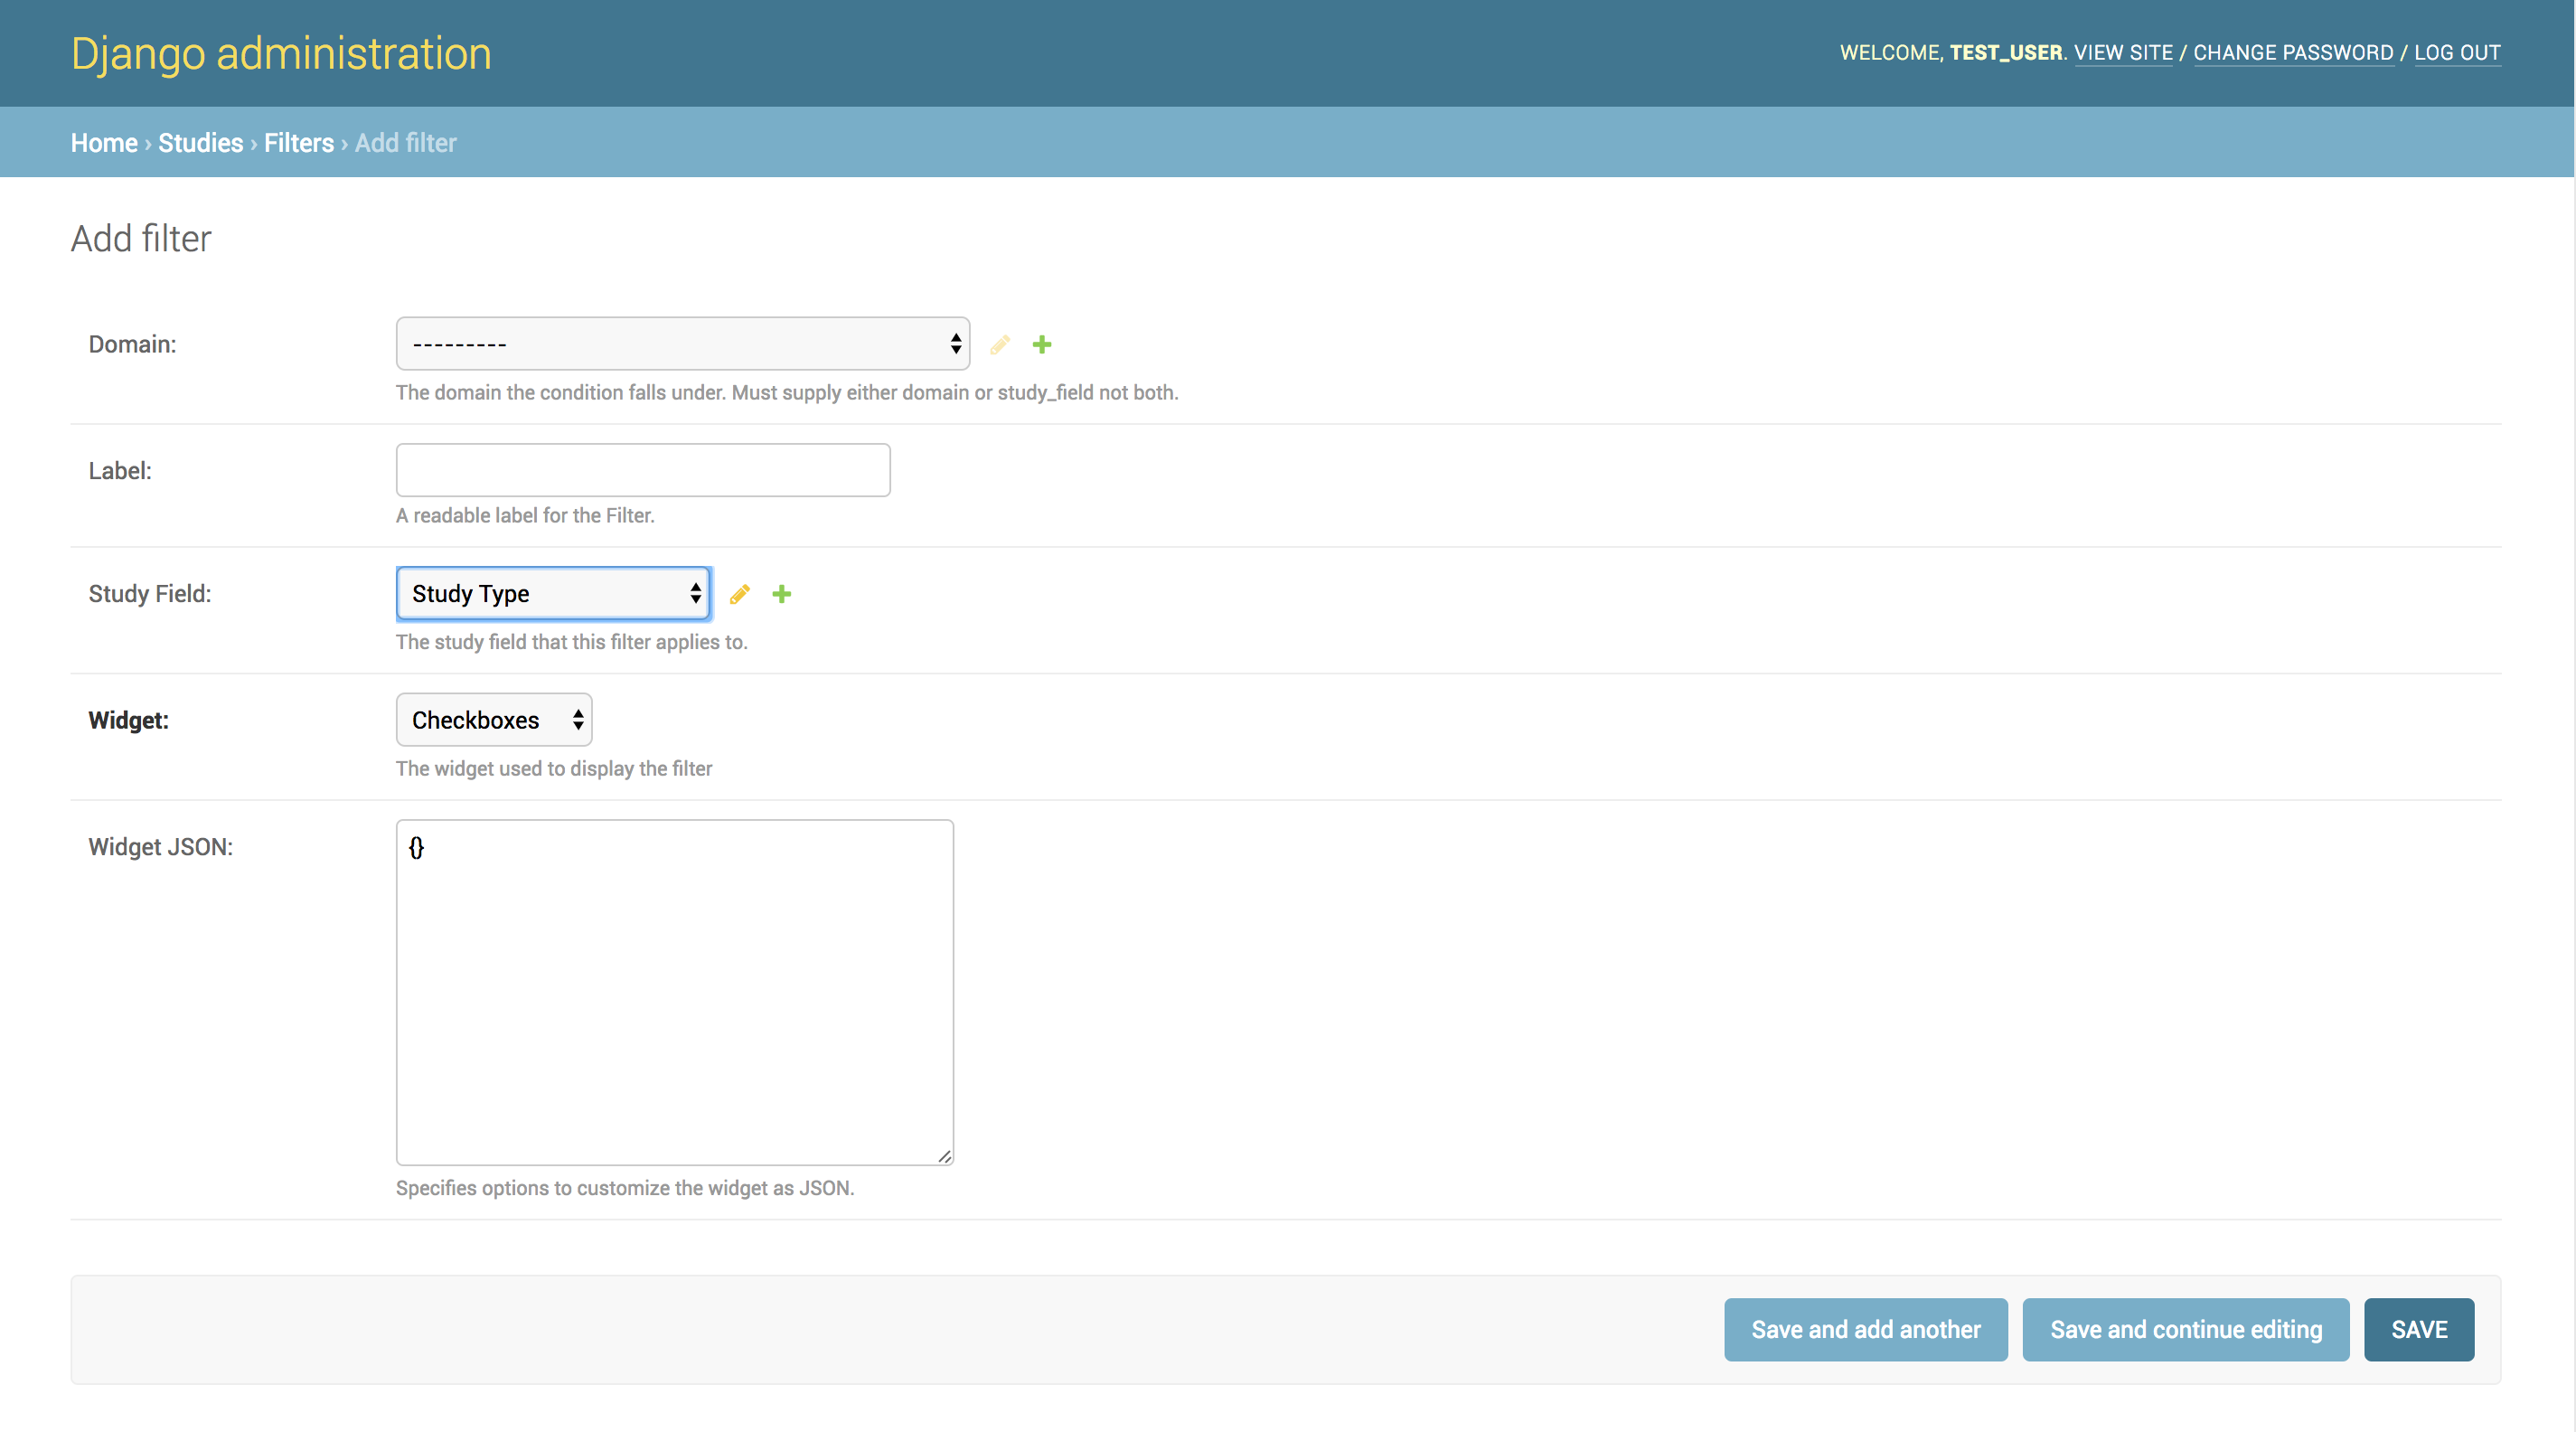 Django administration
WELCOME, TEST_USER. VIEW SITE / CHANGE PASSWORD / LOG OUT
Home › Studies › Filters › Add filter
Add filter
Domain:
---------
The domain the condition falls under. Must supply either domain or study_field not both.
Label:
A readable label for the Filter.
Study Field:
Study Type
The study field that this filter applies to.
Widget:
Checkboxes
The widget used to display the filter
Widget JSON:
{}
Specifies options to customize the widget as JSON.
Save and add another
Save and continue editing
SAVE